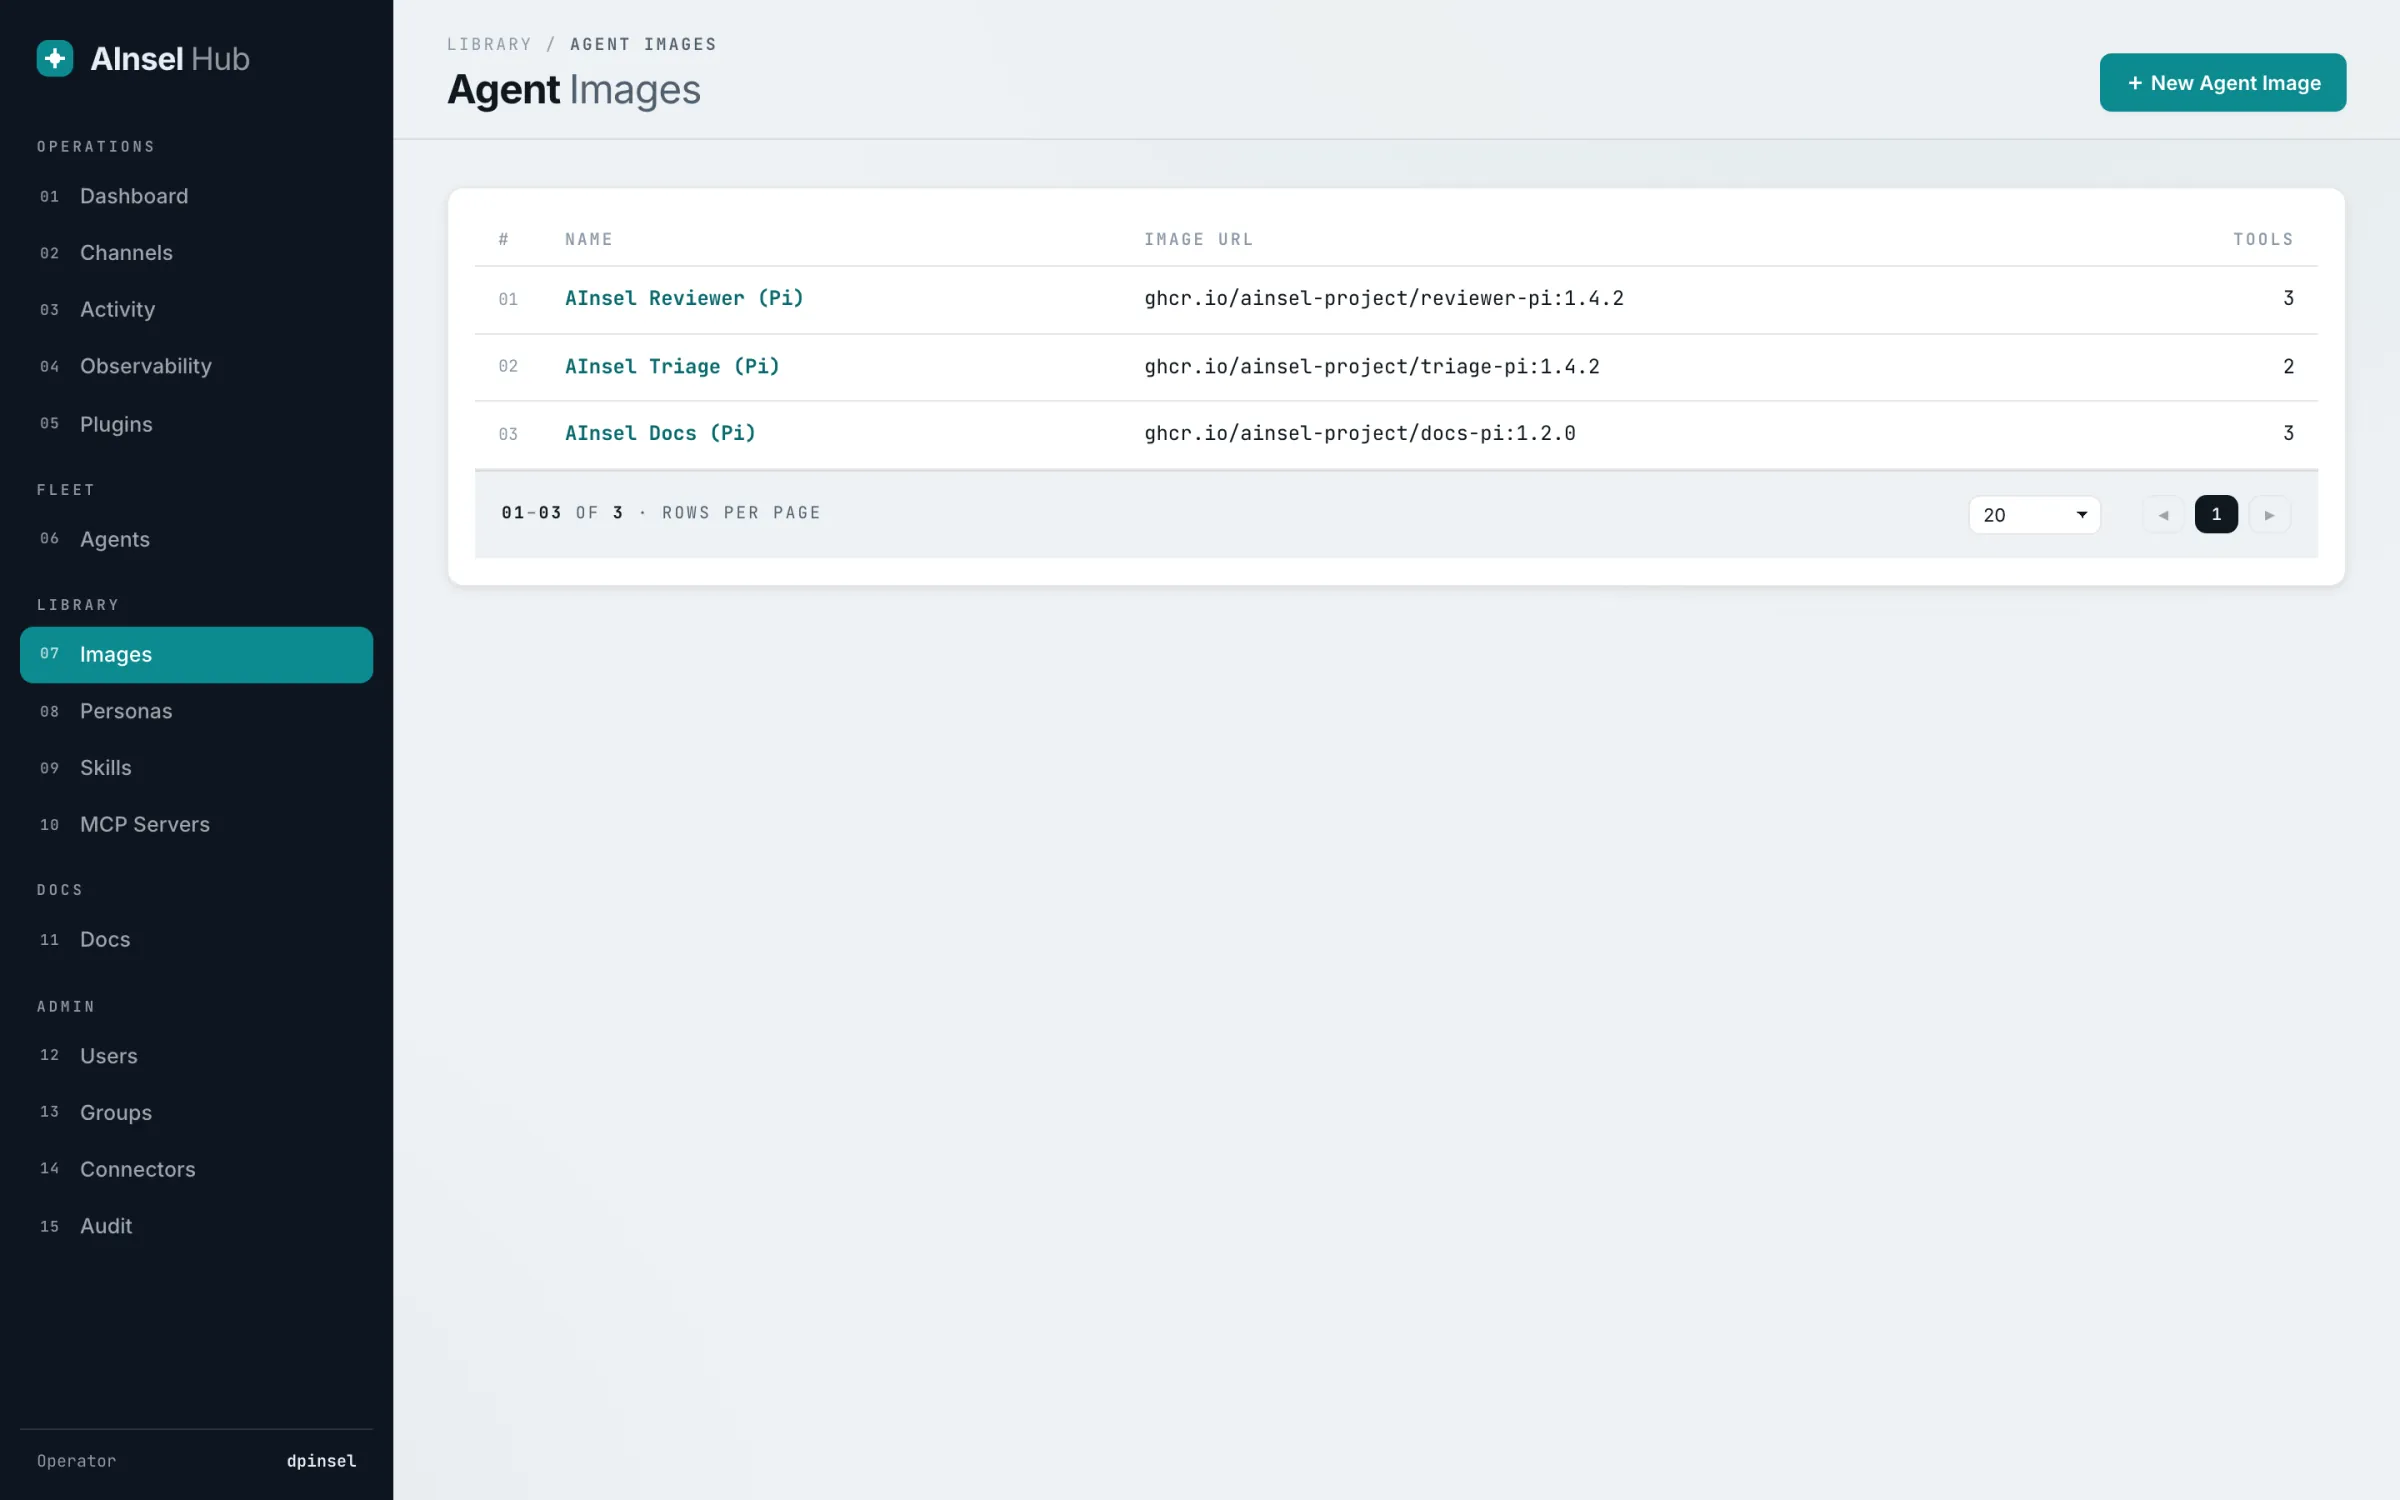 AInsel Hub
OPERATIONS
01 Dashboard
02 Channels
03 Activity
04 Observability
05 Plugins
FLEET
06 Agents
LIBRARY
07 Images
08 Personas
09 Skills
10 MCP Servers
DOCS
11 Docs
ADMIN
12 Users
13 Groups
14 Connectors
15 Audit
Operator dpinsel
LIBRARY / AGENT IMAGES
Agent Images
+ New Agent Image
# NAME IMAGE URL TOOLS
01 AInsel Reviewer (Pi) ghcr.io/ainsel-project/reviewer-pi:1.4.2 3
02 AInsel Triage (Pi) ghcr.io/ainsel-project/triage-pi:1.4.2 2
03 AInsel Docs (Pi) ghcr.io/ainsel-project/docs-pi:1.2.0 3
01–03 OF 3 · ROWS PER PAGE 20 ◀ 1 ▶